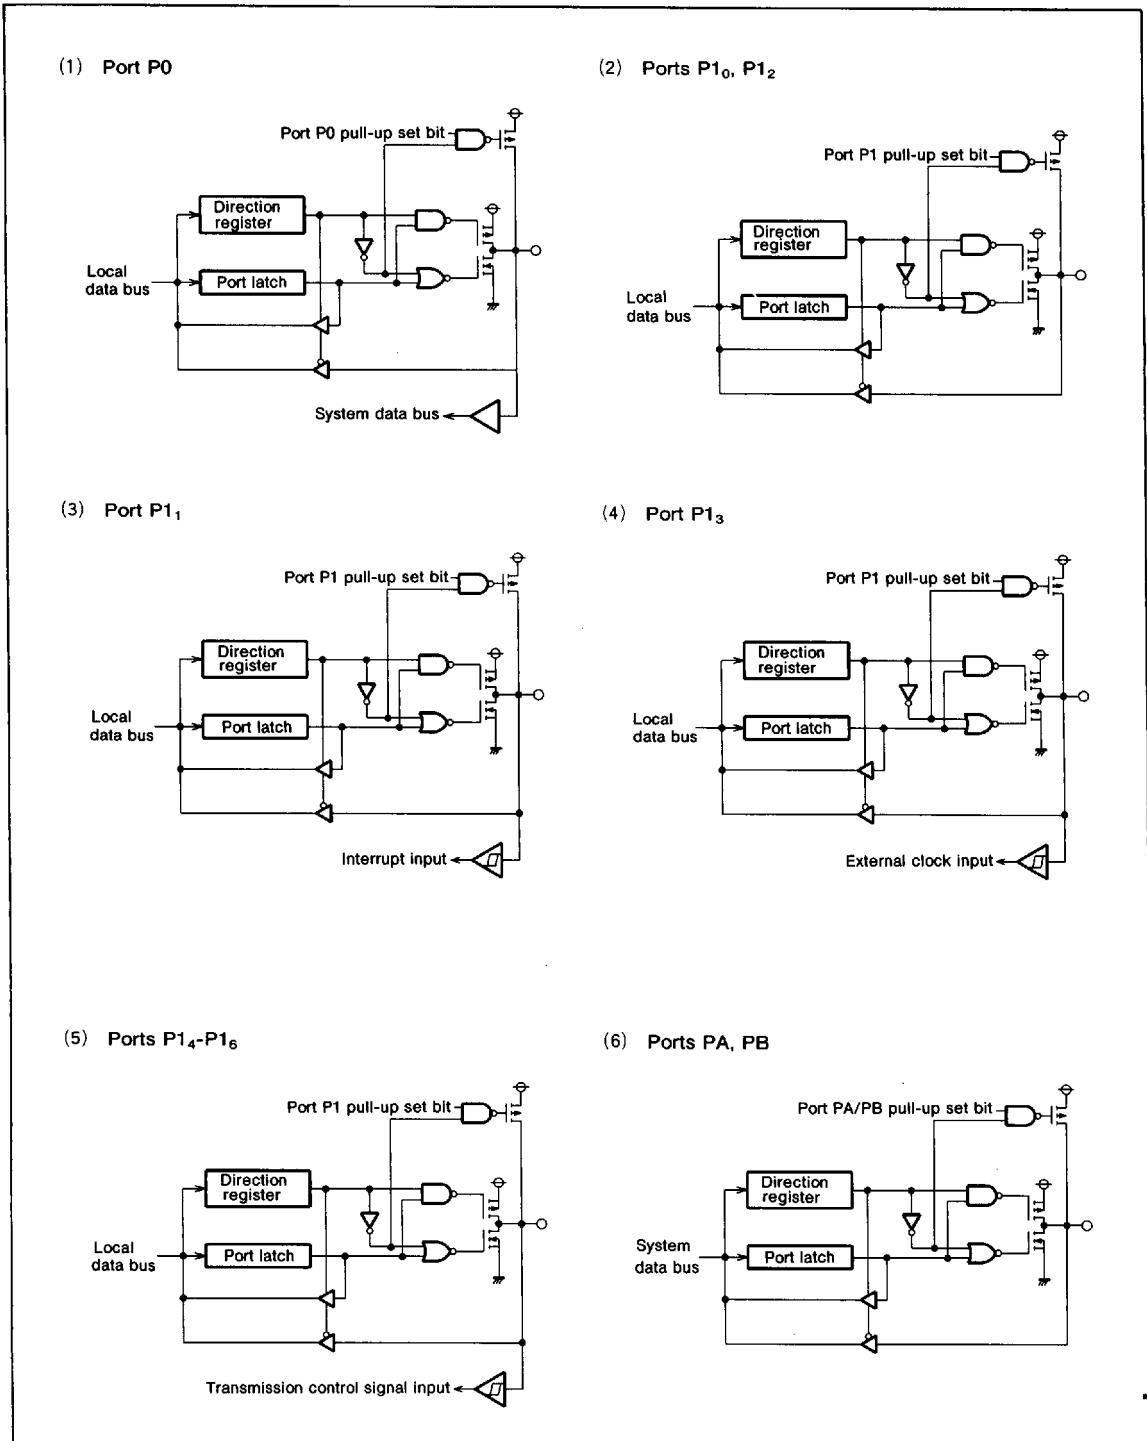 (1) Port P0
Port P0 pull-up set bit
Direction
register
Local
data bus
Port latch
System data bus
(2) Ports P1₀, P1₂
Port P1 pull-up set bit
Direction
register
Local
data bus
Port latch
(3) Port P1₁
Port P1 pull-up set bit
Direction
register
Local
data bus
Port latch
Interrupt input
(4) Port P1₃
Port P1 pull-up set bit
Direction
register
Local
data bus
Port latch
External clock input
(5) Ports P1₄-P1₆
Port P1 pull-up set bit
Direction
register
Local
data bus
Port latch
Transmission control signal input
(6) Ports PA, PB
Port PA/PB pull-up set bit
Direction
register
System
data bus
Port latch